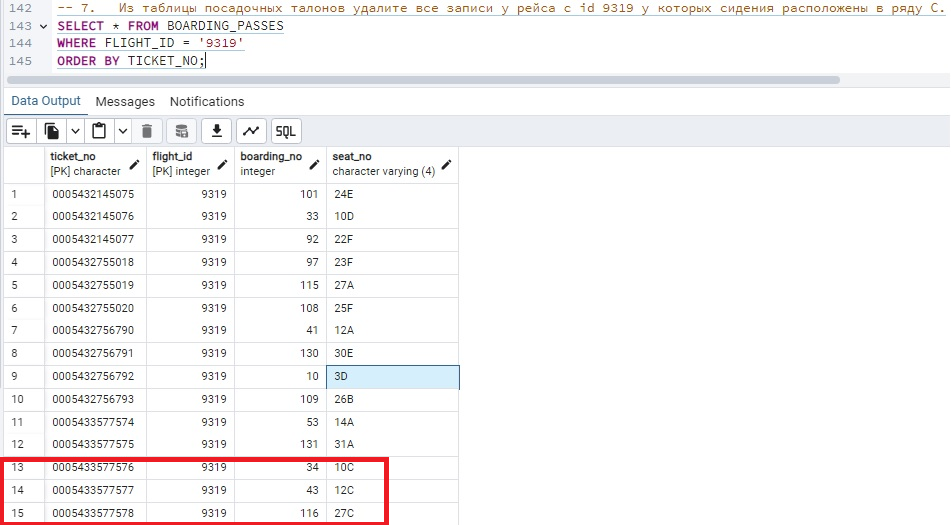 142 -- 7. Из таблицы посадочных талонов удалите все записи у рейса с id 9319 у которых сидения расположены в ряду С.
143 SELECT * FROM BOARDING_PASSES
144 WHERE FLIGHT_ID = '9319'
145 ORDER BY TICKET_NO;
Data Output Messages Notifications
SQL
ticket_no flight_id boarding_no seat_no
[PK] character [PK] integer integer character varying (4)
1 0005432145075 9319 101 24E
2 0005432145076 9319 33 10D
3 0005432145077 9319 92 22F
4 0005432755018 9319 97 23F
5 0005432755019 9319 115 27A
6 0005432755020 9319 108 25F
7 0005432756790 9319 41 12A
8 0005432756791 9319 130 30E
9 0005432756792 9319 10 3D
10 0005432756793 9319 109 26B
11 0005433577574 9319 53 14A
12 0005433577575 9319 131 31A
13 0005433577576 9319 34 10C
14 0005433577577 9319 43 12C
15 0005433577578 9319 116 27C